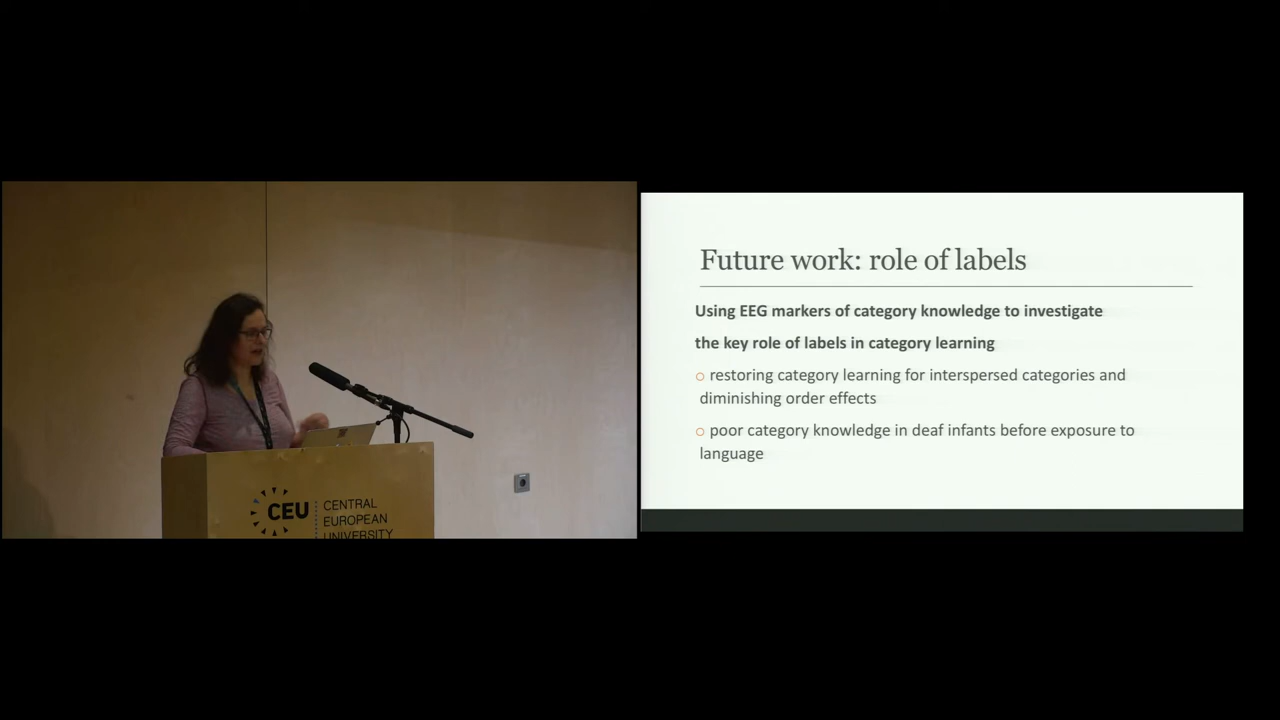 CEU
CENTRAL
EUROPEAN
UNIVERSITY
Future work: role of labels
Using EEG markers of category knowledge to investigate
the key role of labels in category learning
○ restoring category learning for interspersed categories and
diminishing order effects
○ poor category knowledge in deaf infants before exposure to
language